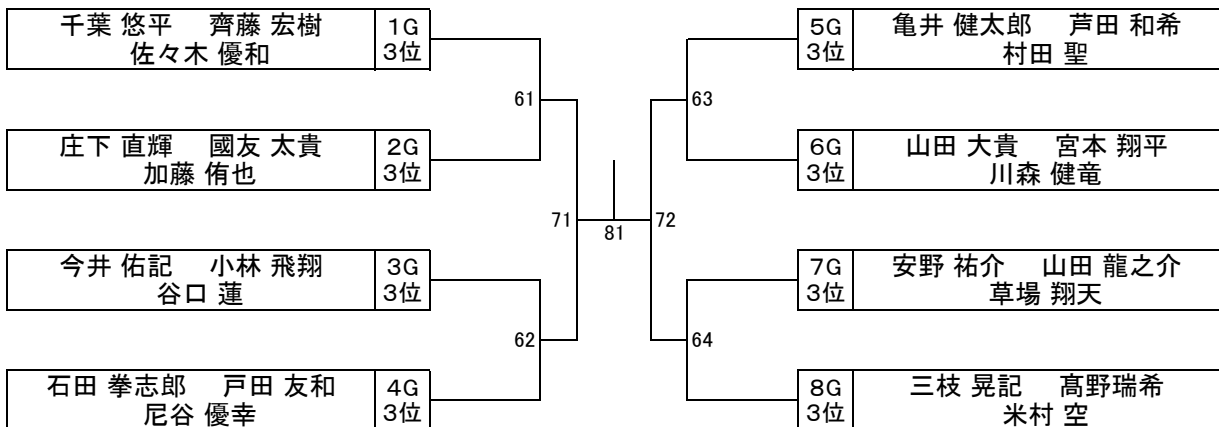 千葉 悠平　齊藤 宏樹
佐々木 優和
1G
3位
61
庄下 直輝　國友 太貴
加藤 侑也
2G
3位
71
今井 佑記　小林 飛翔
谷口 蓮
3G
3位
62
石田 拳志郎　戸田 友和
尼谷 優幸
4G
3位
81
5G
3位
亀井 健太郎　芦田 和希
村田 聖
63
6G
3位
山田 大貴　宮本 翔平
川森 健竜
72
7G
3位
安野 祐介　山田 龍之介
草場 翔天
64
8G
3位
三枝 晃記　髙野瑞希
米村 空